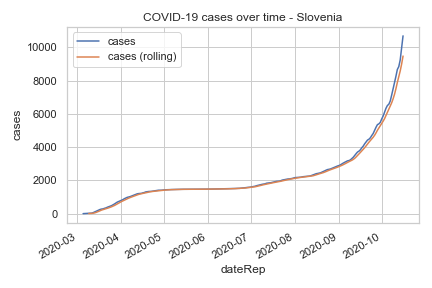 COVID-19 cases over time - Slovenia
cases
cases (rolling)
10000
8000
6000
4000
2000
0
cases
2020-03
2020-04
2020-05
2020-06
2020-07
2020-08
2020-09
2020-10
dateRep